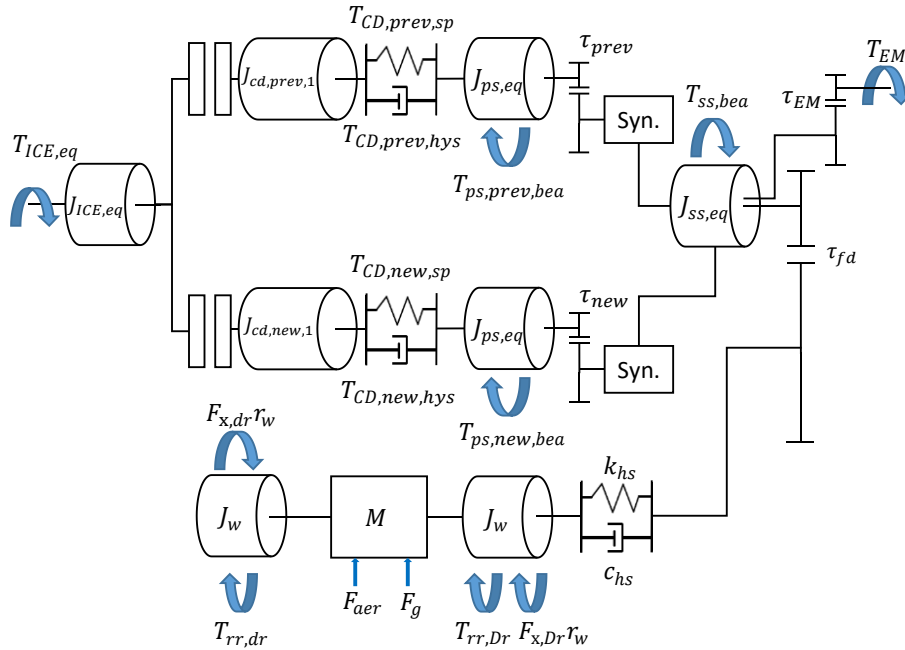 T_{CD,prev,sp}
τ_{prev}
T_{EM}
J_{cd,prev,1}
J_{ps,eq}
τ_{EM}
T_{ss,bea}
Syn.
T_{CD,prev,hys}
T_{ICE,eq}
T_{ps,prev,bea}
J_{ICE,eq}
J_{ss,eq}
τ_{fd}
T_{CD,new,sp}
τ_{new}
J_{cd,new,1}
J_{ps,eq}
Syn.
T_{CD,new,hys}
F_{x,dr}r_w
T_{ps,new,bea}
k_{hs}
J_w
M
J_w
c_{hs}
F_{aer}
F_g
T_{rr,dr}
T_{rr,Dr}
F_{x,Dr}r_w